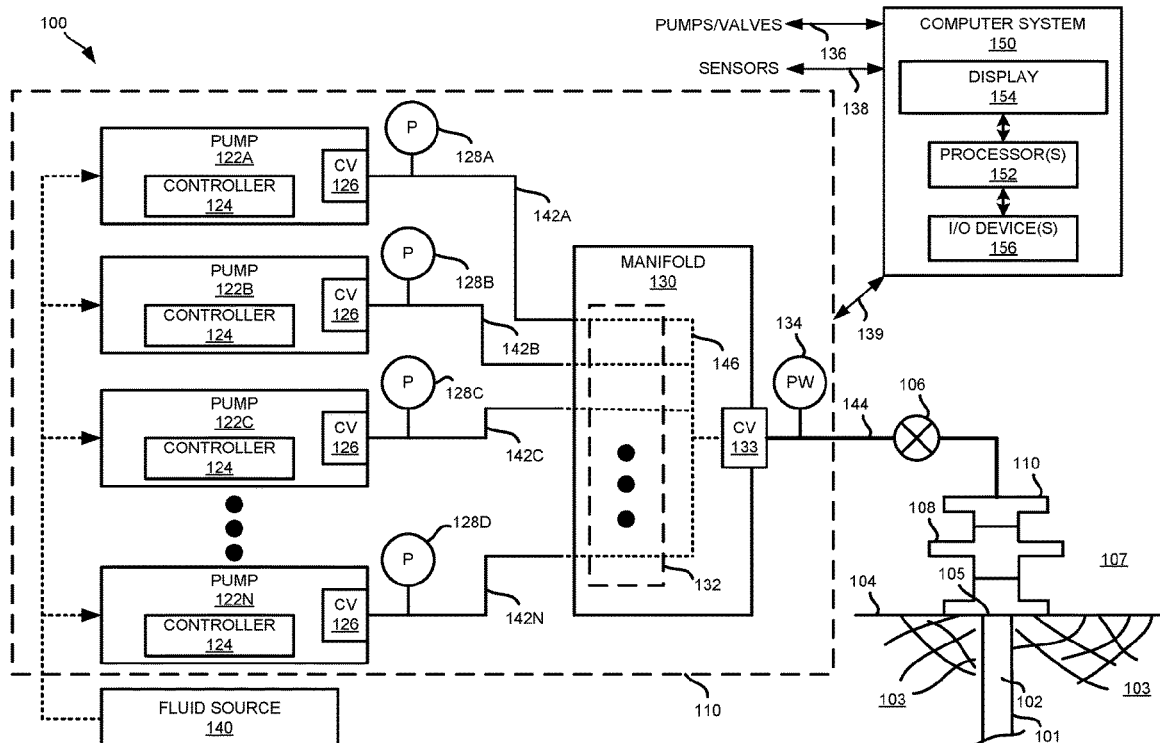 100
PUMPS/VALVES
136
SENSORS
138
COMPUTER SYSTEM
150
DISPLAY
154
PROCESSOR(S)
152
I/O DEVICE(S)
156
139
PUMP
122A
CONTROLLER
124
CV
126
P
128A
142A
PUMP
122B
CONTROLLER
124
CV
126
P
128B
142B
PUMP
122C
CONTROLLER
124
CV
126
P
128C
142C
PUMP
122N
CONTROLLER
124
CV
126
P
128D
142N
MANIFOLD
130
146
132
CV
133
134
PW
144
106
110
108
107
104
105
103
102
103
101
110
FLUID SOURCE
140